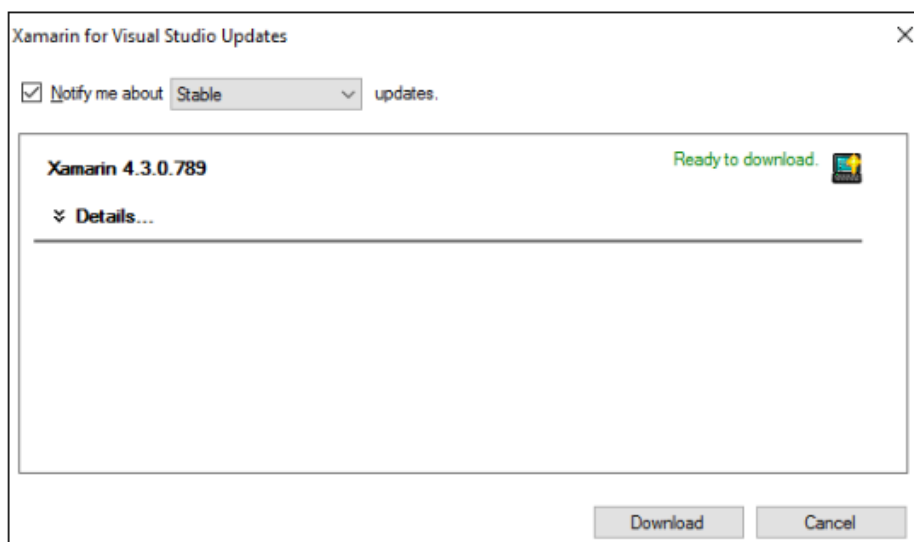 Xamarin for Visual Studio Updates
Notify me about Stable updates.
Xamarin 4.3.0.789 Ready to download.
Details...
Download Cancel